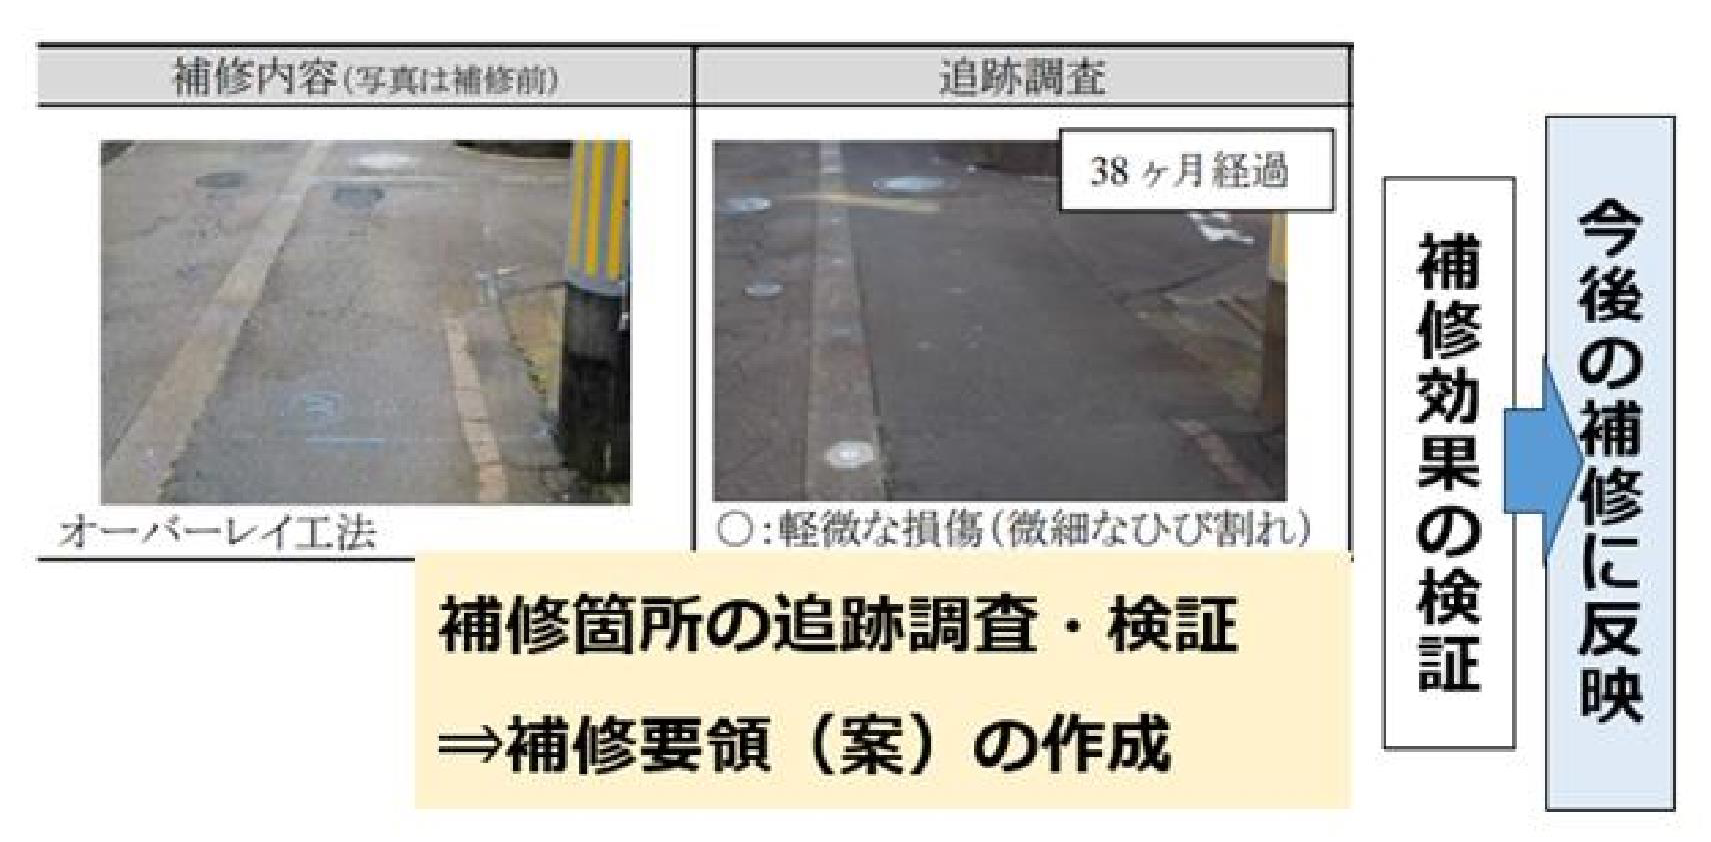 補修内容(写真は補修前)
追跡調査
38 ヶ月経過
オーバーレイ工法
○:軽微な損傷(微細なひび割れ)
補修箇所の追跡調査・検証
⇒補修要領（案）の作成
補修効果の検証
今後の補修に反映